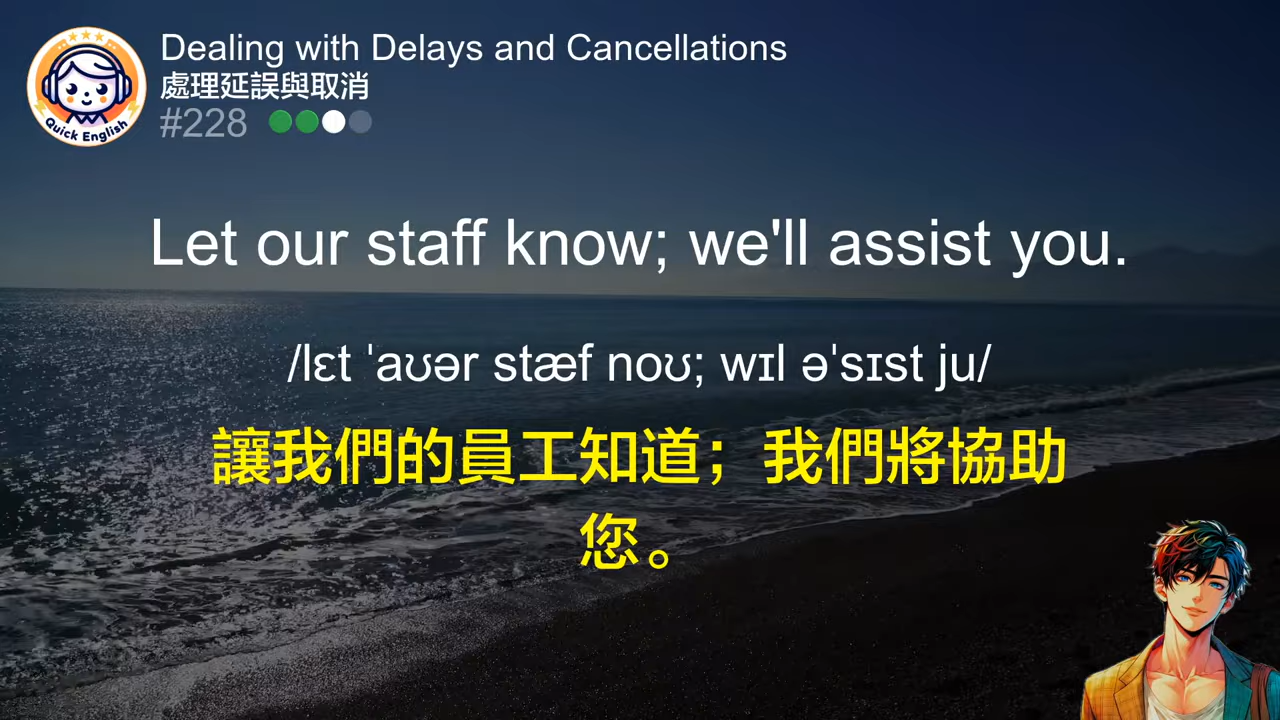 Dealing with Delays and Cancellations
處理延誤與取消
#228
Quick English
Let our staff know; we'll assist you.
/lɛt ˈaʊər stæf noʊ; wɪl əˈsɪst ju/
讓我們的員工知道；我們將協助
您。